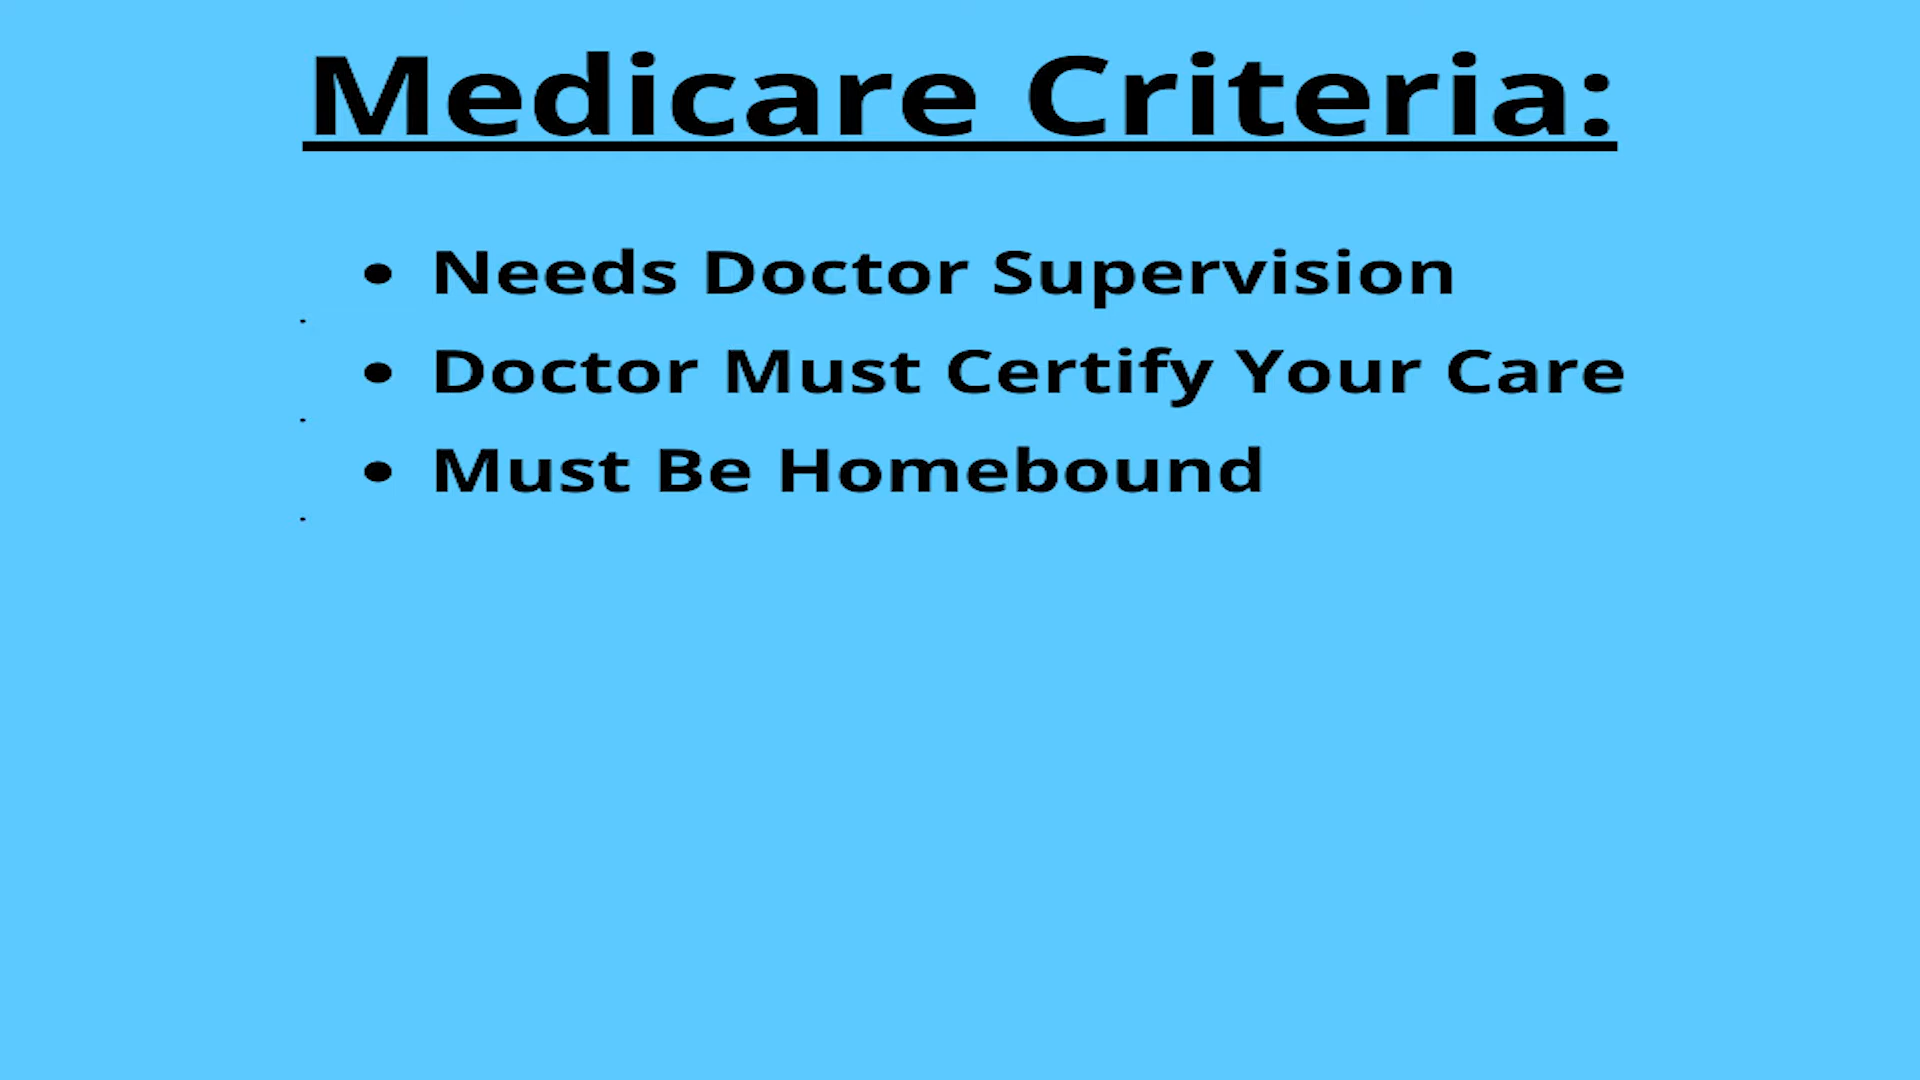 Medicare Criteria:
• Needs Doctor Supervision
• Doctor Must Certify Your Care
• Must Be Homebound